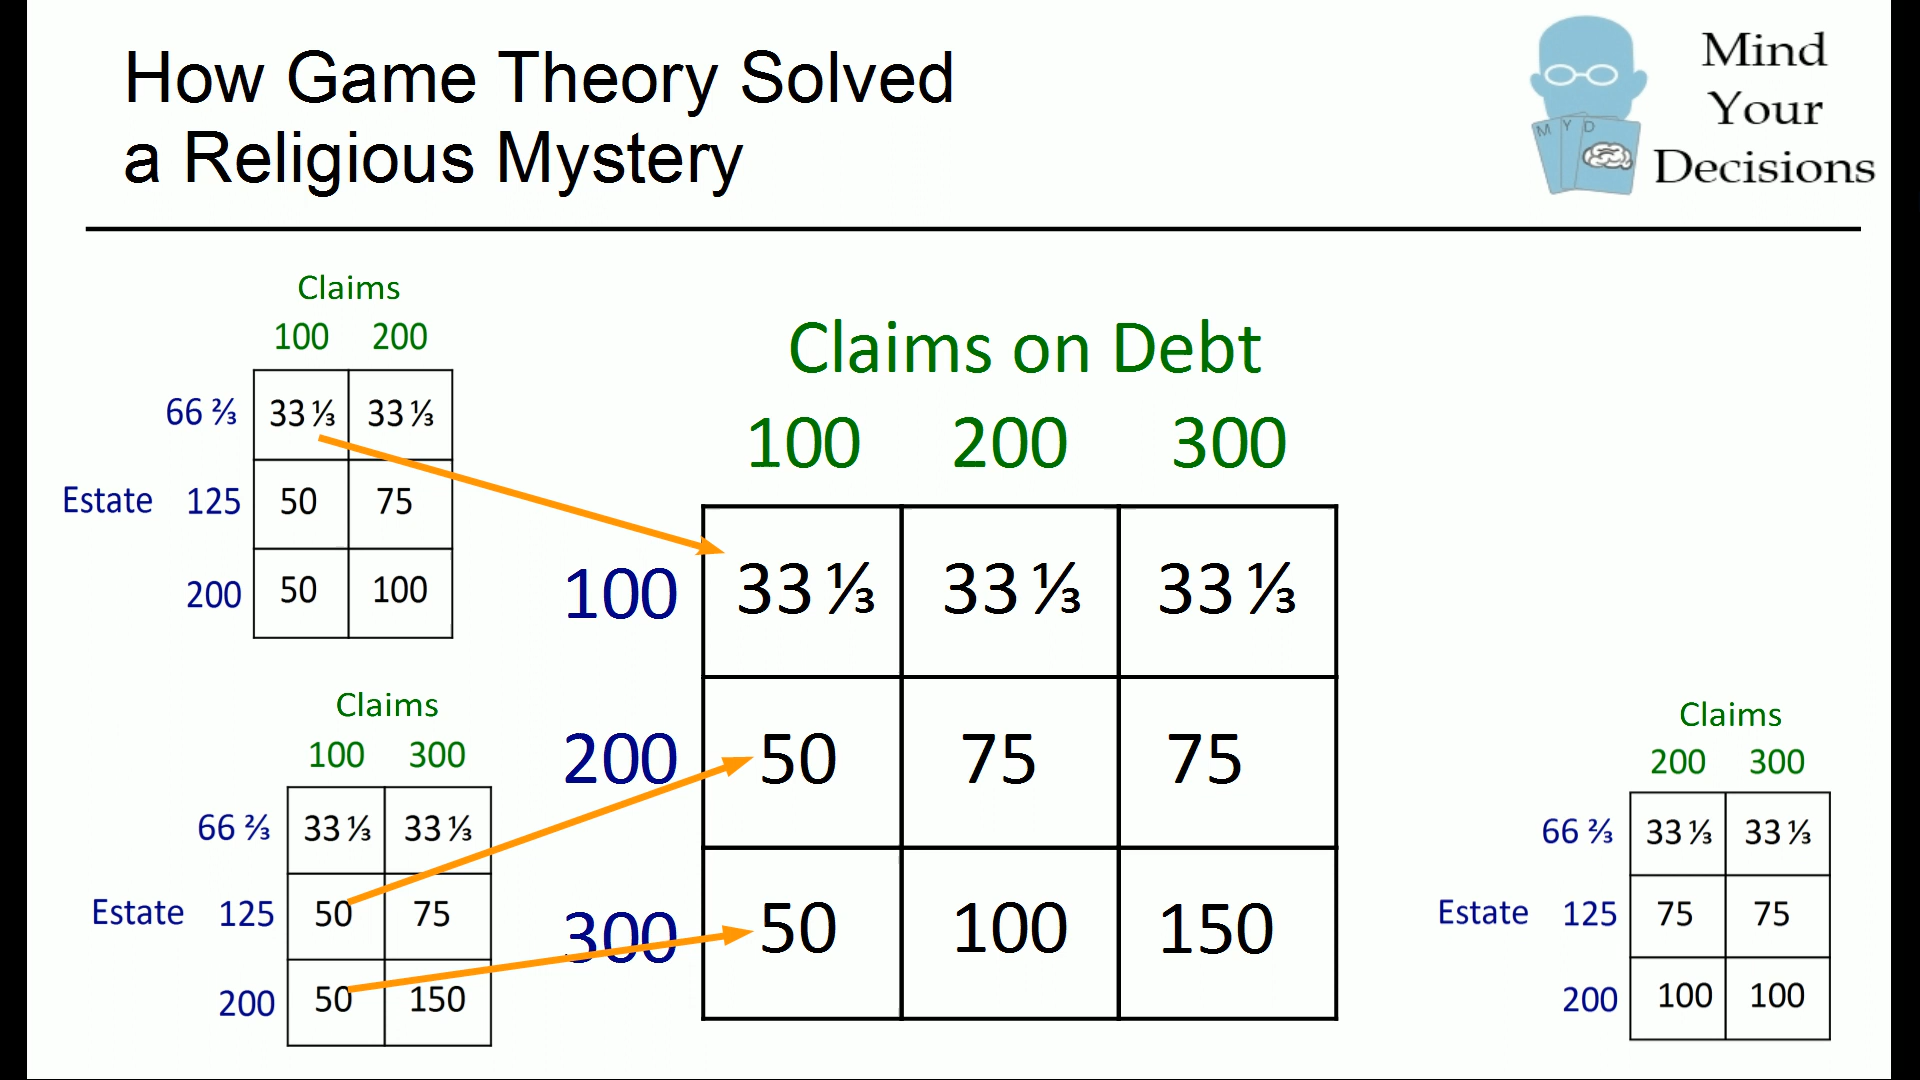 How Game Theory Solved
a Religious Mystery
Mind
Your
Decisions
M Y D
Claims
100 200
66 ⅔ 33 ⅓ 33 ⅓
Estate 125 50 75
200 50 100
Claims
100 300
66 ⅔ 33 ⅓ 33 ⅓
Estate 125 50 75
200 50 150
Claims on Debt
100 200 300
100 33 ⅓ 33 ⅓ 33 ⅓
200 50 75 75
300 50 100 150
Claims
200 300
66 ⅔ 33 ⅓ 33 ⅓
Estate 125 75 75
200 100 100